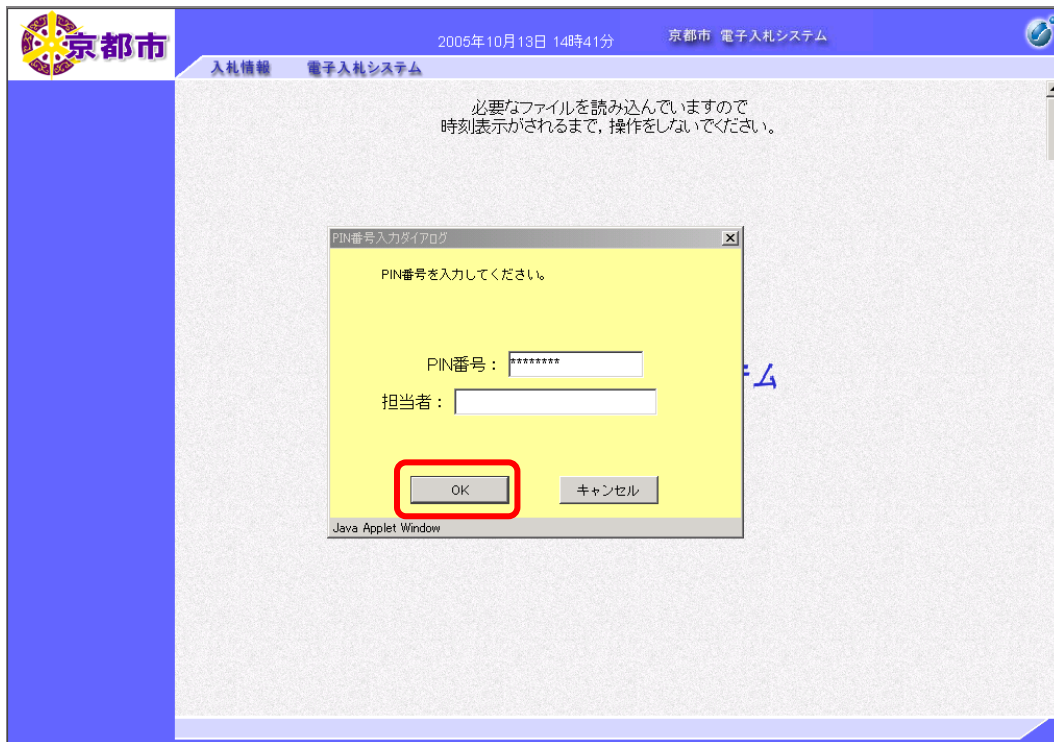 京都市
2005年10月13日 14時41分
京都市 電子入札システム
入札情報 電子入札システム
必要なファイルを読み込んでいますので
時刻表示がされるまで，操作をしないでください。
PIN番号入力ダイアログ
PIN番号を入力してください。
PIN番号： ********
担当者：
OK キャンセル
Java Applet Window
ム